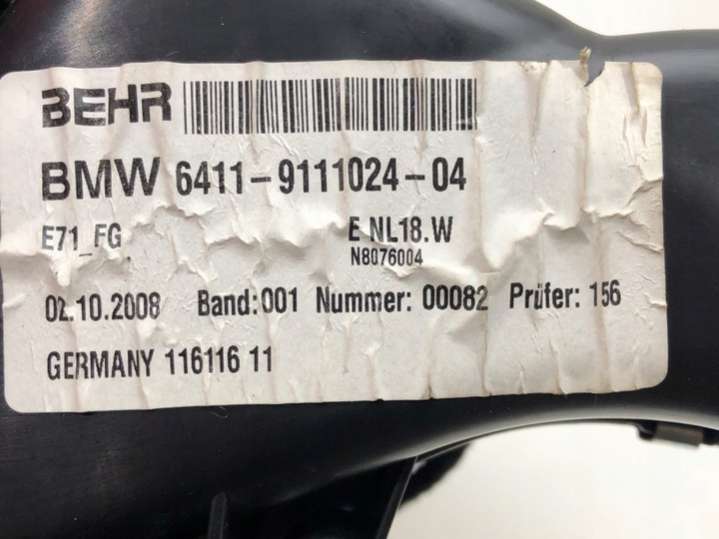 BEHR
BMW 6411-9111024-04
E71_FG E NL18.W
N8076004
02.10.2008 Band:001 Nummer: 00082 Prüfer: 156
GERMANY 116116 11